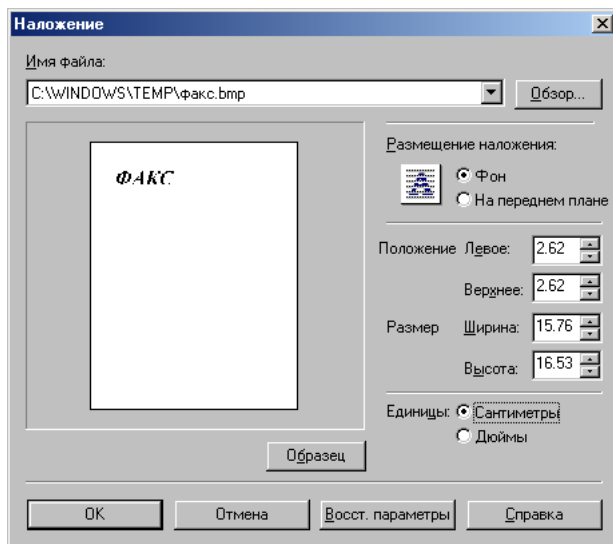 Наложение
Имя файла:
C:\WINDOWS\TEMP\факс.bmp
Обзор...
ФАКС
Размещение наложения:
Фон
На переднем плане
Положение Левое: 2.62
Верхнее: 2.62
Размер Ширина: 15.76
Высота: 16.53
Единицы: Сантиметры
Дюймы
Образец
OK Отмена Восст. параметры Справка